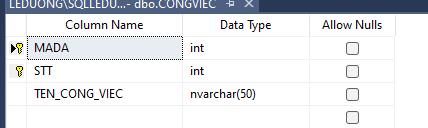 LEDUONG\SQLLEDU...- dbo.CONGVIEC
Column Name Data Type Allow Nulls
MADA int
STT int
TEN_CONG_VIEC nvarchar(50)